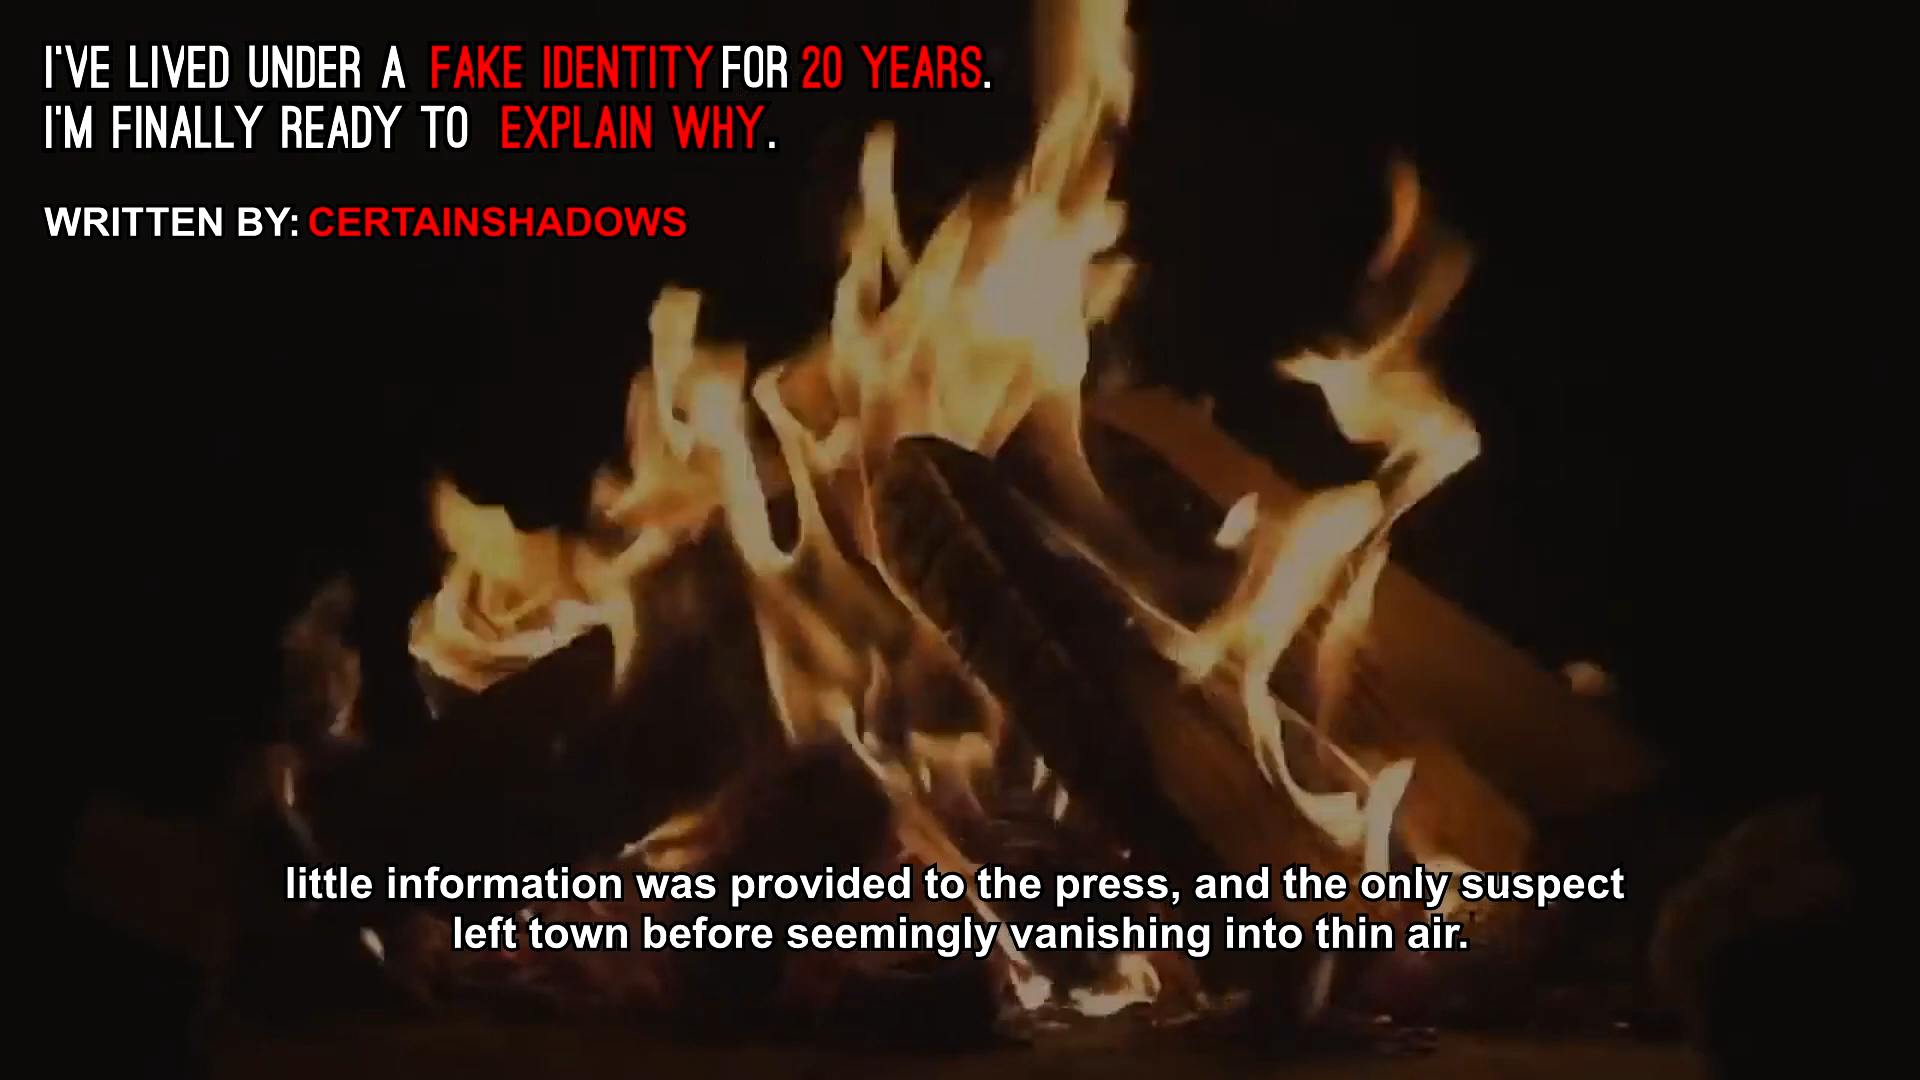 I'VE LIVED UNDER A FAKE IDENTITY FOR 20 YEARS.
I'M FINALLY READY TO EXPLAIN WHY.
WRITTEN BY: CERTAINSHADOWS
little information was provided to the press, and the only suspect
left town before seemingly vanishing into thin air.